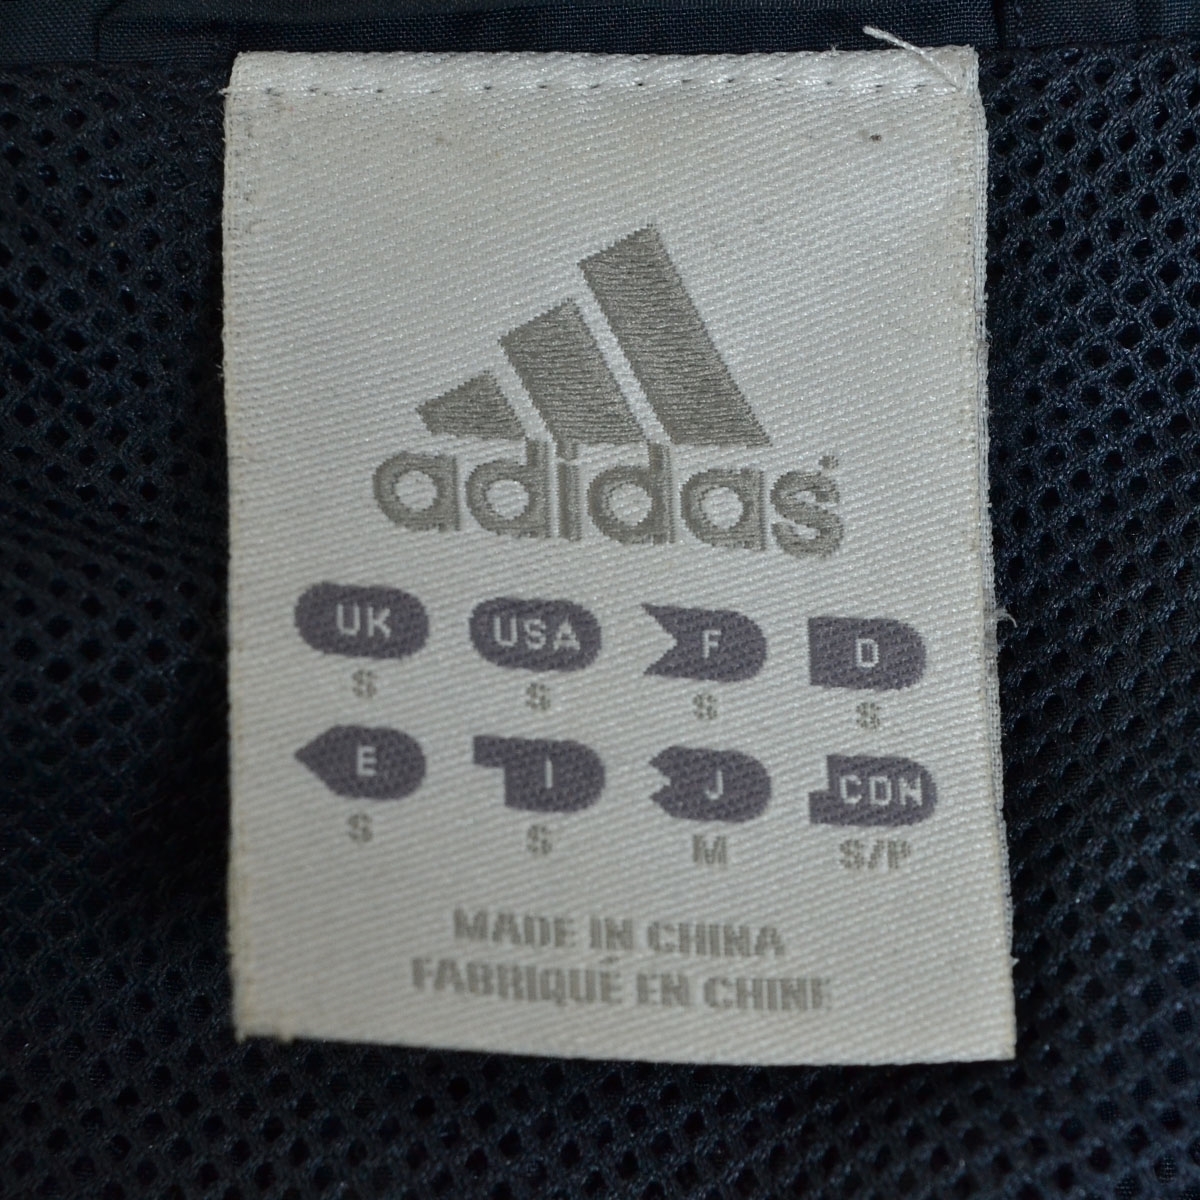 adidas
UK USA F D
S S S S
E I J CDN
S S M S/P
MADE IN CHINA
FABRIQUÉ EN CHINE